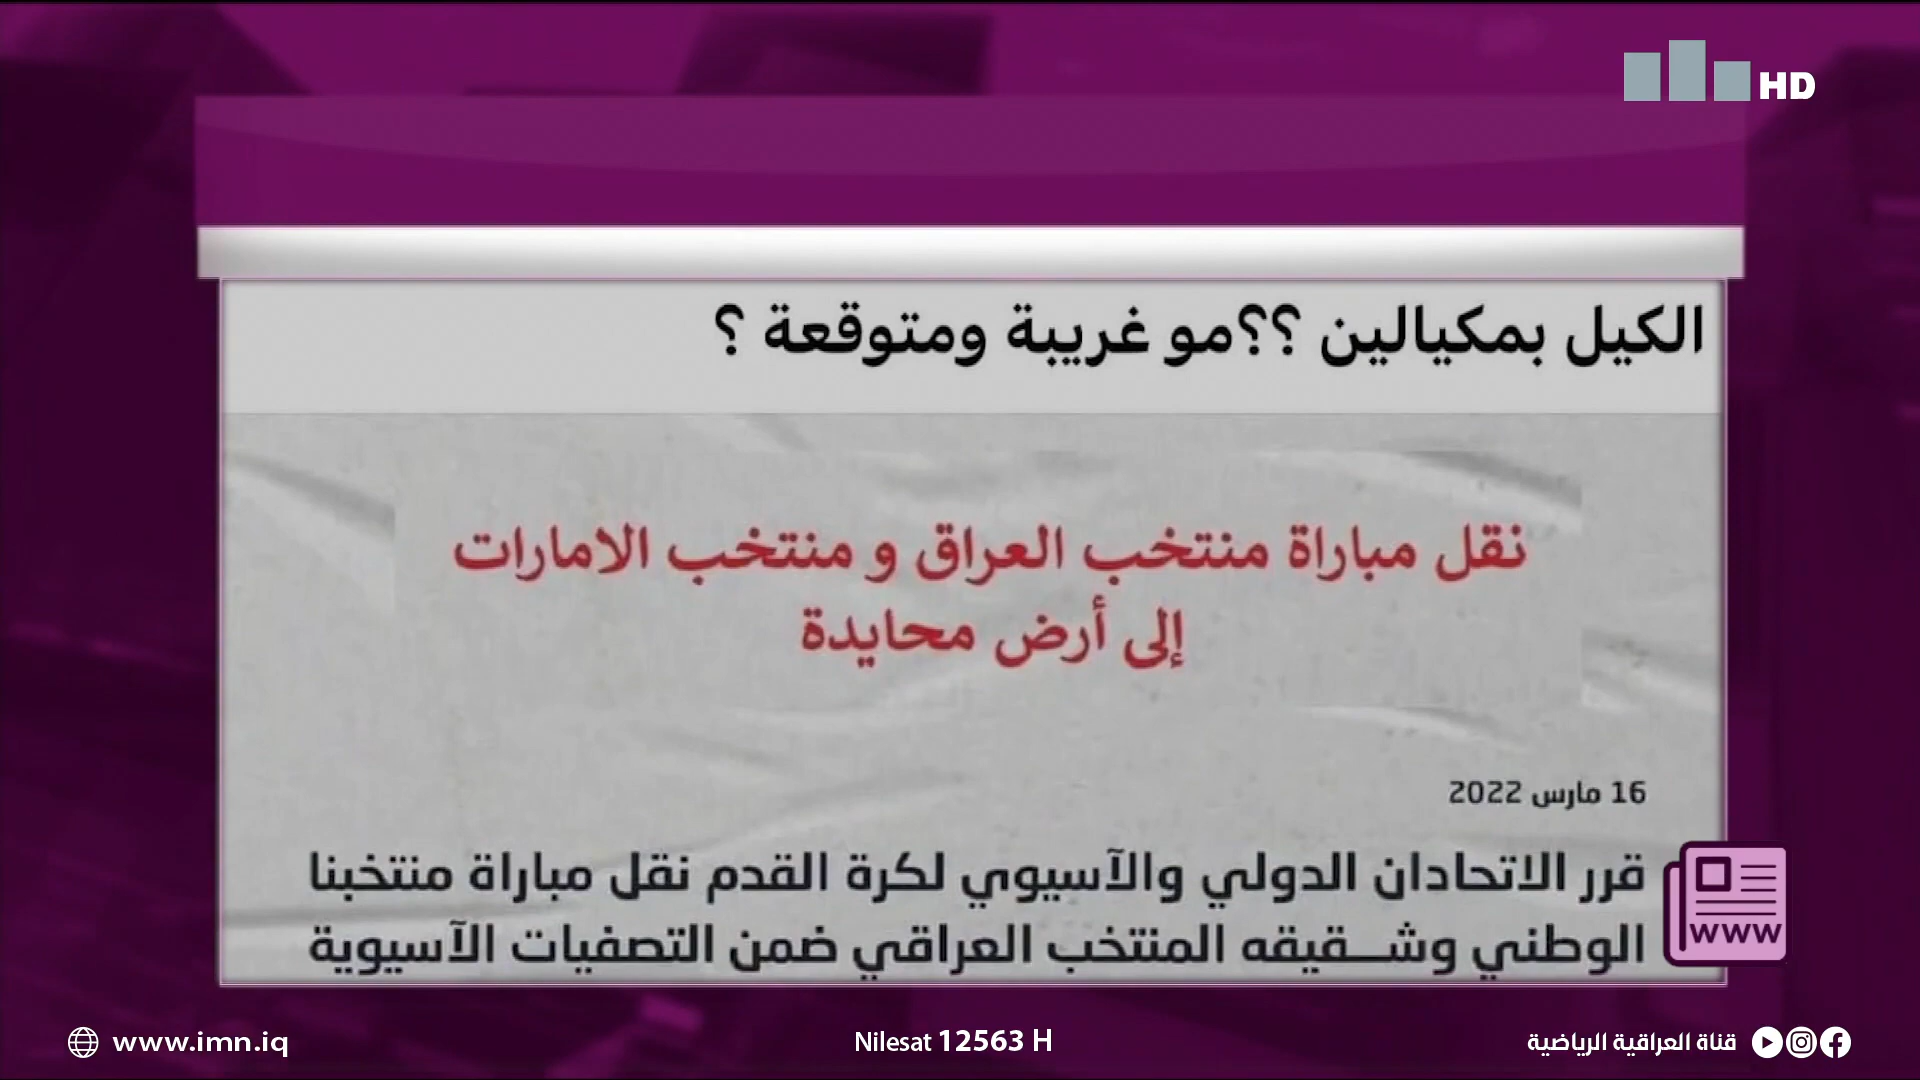 HD
الكيل بمكيالين ؟؟مو غريبة ومتوقعة ؟
نقل مباراة منتخب العراق و منتخب الامارات
إلى أرض محايدة
16 مارس 2022
قرر الاتحادان الدولي والآسيوي لكرة القدم نقل مباراة منتخبنا
الوطني وشـــقيقه المنتخب العراقي ضمن التصفيات الآسيوية
www
www.imn.iq
Nilesat 12563 H
قناة العراقية الرياضية